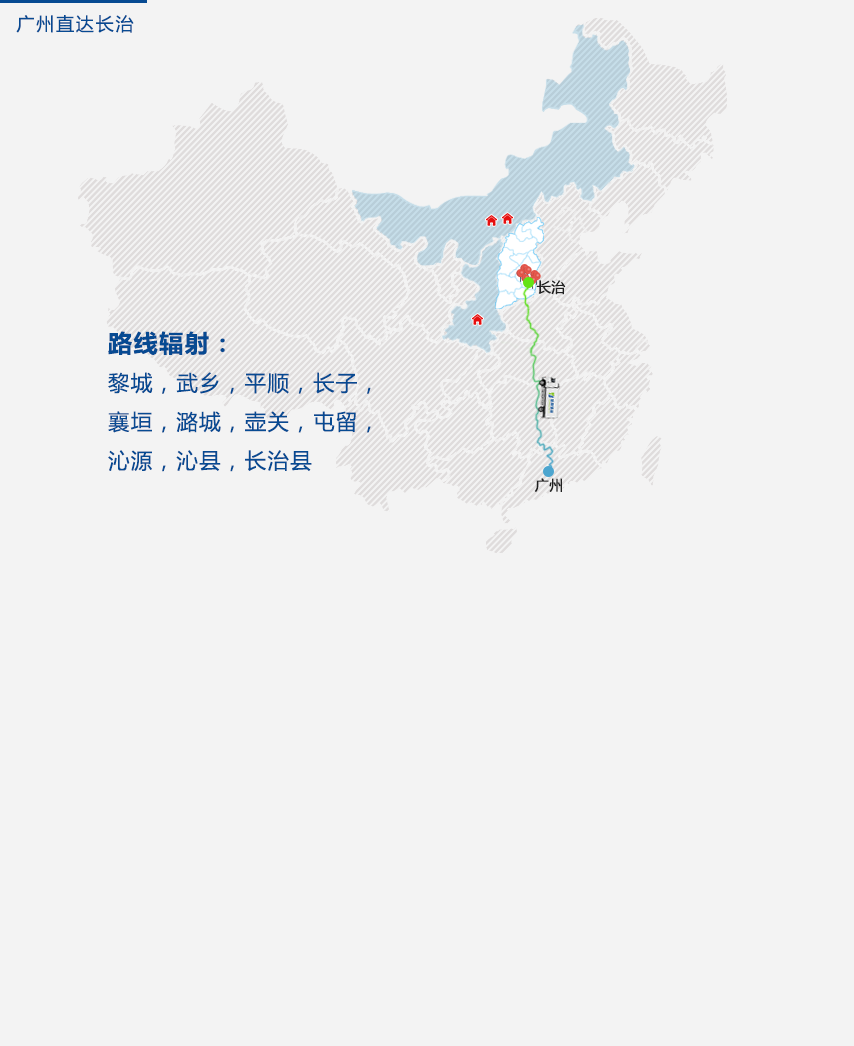 广州直达长治
长治
路线辐射：
黎城，武乡，平顺，长子，
襄垣，潞城，壶关，屯留，
沁源，沁县，长治县
广州